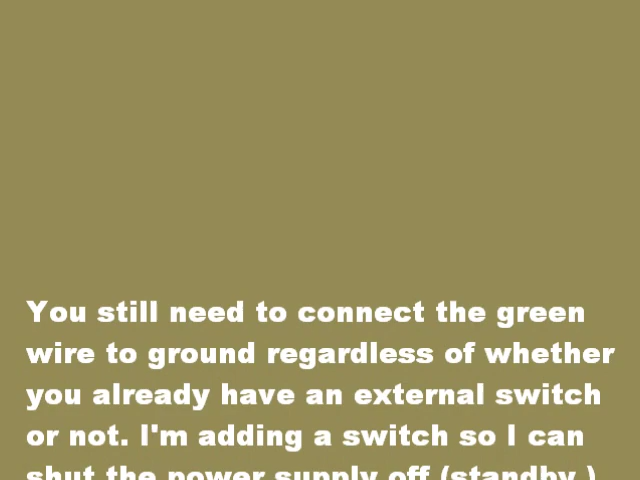 You still need to connect the green
wire to ground regardless of whether
you already have an external switch
or not. I'm adding a switch so I can
shut the power supply off (standby )